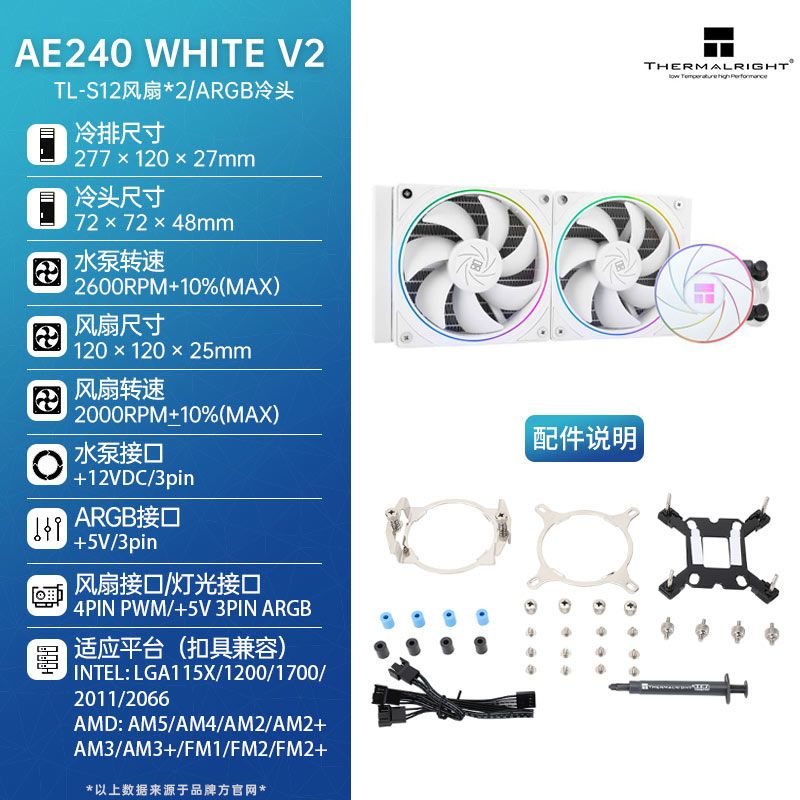 AE240 WHITE V2
TL-S12风扇*2/ARGB冷头
冷排尺寸
277 × 120 × 27mm
冷头尺寸
72 × 72 × 48mm
水泵转速
2600RPM+10%(MAX)
风扇尺寸
120 × 120 × 25mm
风扇转速
2000RPM±10%(MAX)
水泵接口
+12VDC/3pin
ARGB接口
+5V/3pin
风扇接口/灯光接口
4PIN PWM/+5V 3PIN ARGB
适应平台（扣具兼容）
INTEL: LGA115X/1200/1700/
2011/2066
AMD: AM5/AM4/AM2/AM2+
AM3/AM3+/FM1/FM2/FM2+
*以上数据来源于品牌方官网*
THERMALRIGHT®
low Temperature high Performance
配件说明
THERMALRIGHT TF7